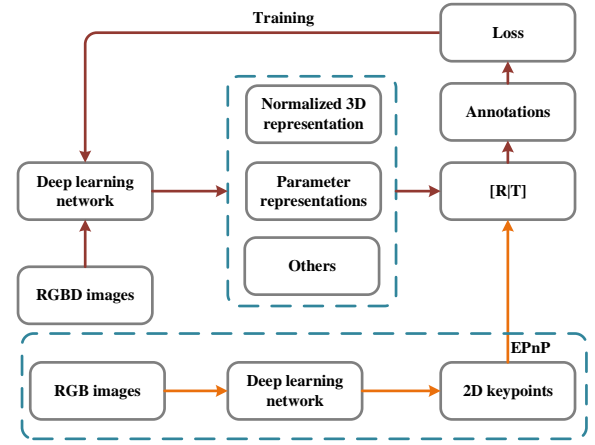 Training
Loss
Normalized 3D
representation
Annotations
Deep learning
network
Parameter
representations
[R|T]
Others
RGBD images
EPnP
RGB images
Deep learning
network
2D keypoints